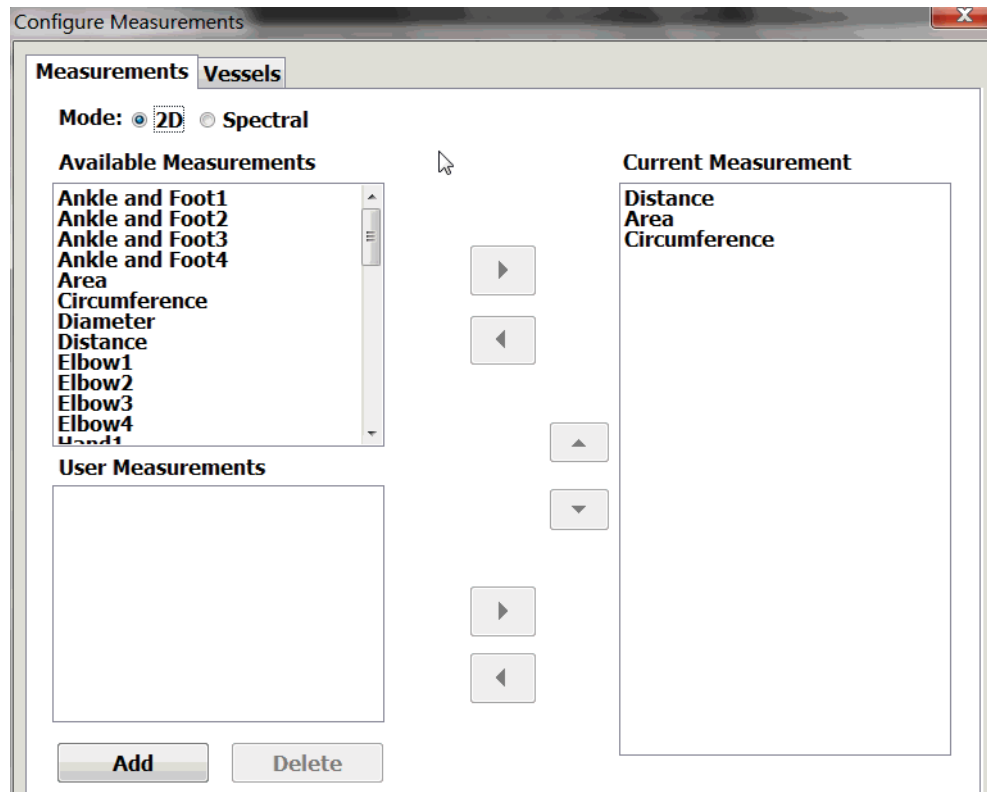 Configure Measurements
X
Measurements Vessels
Mode: 2D Spectral
Available Measurements
Ankle and Foot1
Ankle and Foot2
Ankle and Foot3
Ankle and Foot4
Area
Circumference
Diameter
Distance
Elbow1
Elbow2
Elbow3
Elbow4
Hand1
User Measurements
Add Delete
Current Measurement
Distance
Area
Circumference